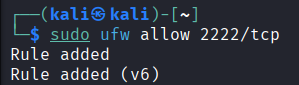 ┌──(kali㉿kali)-[~]
└─$ sudo ufw allow 2222/tcp
Rule added
Rule added (v6)